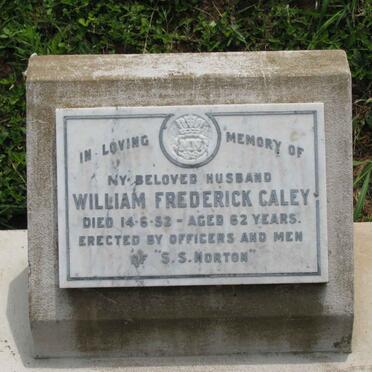 IN LOVING MEMORY OF
MY BELOVED HUSBAND
WILLIAM FREDERICK CALEY
DIED 14·6·52 - AGED 62 YEARS.
ERECTED BY OFFICERS AND MEN
OF "S.S. NORTON"